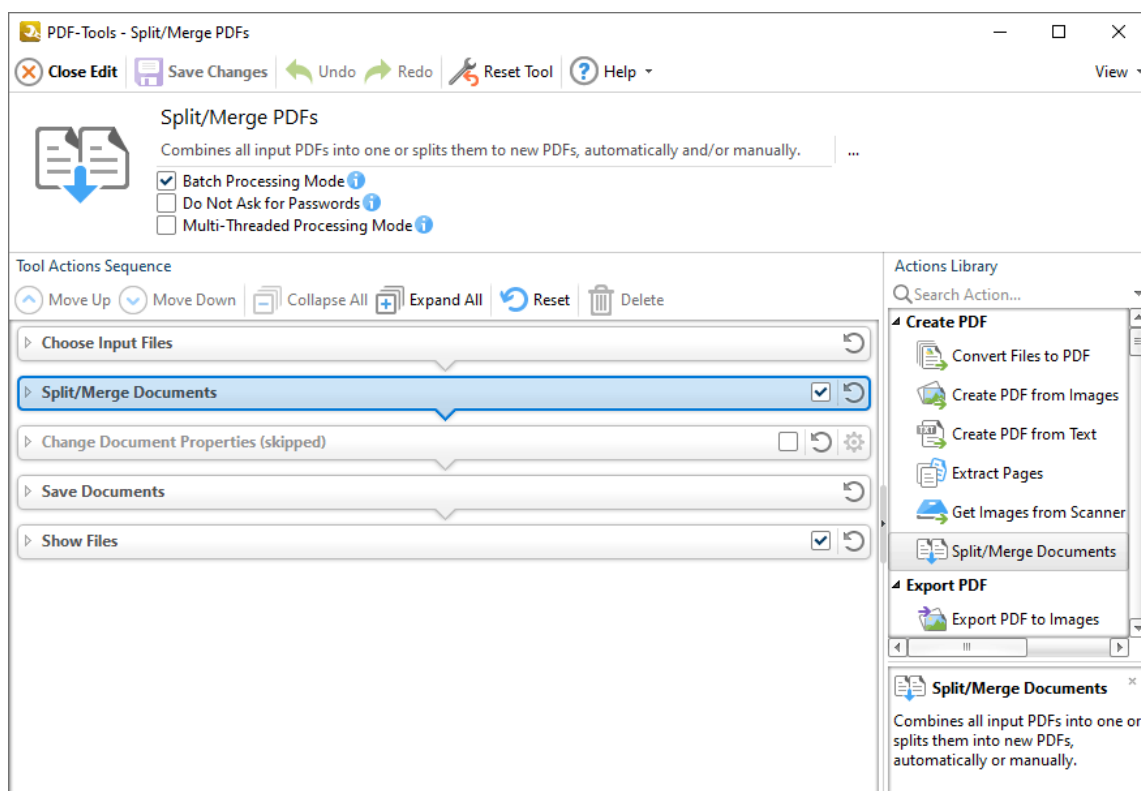 PDF-Tools - Split/Merge PDFs
Close Edit Save Changes Undo Redo Reset Tool ? Help View
Split/Merge PDFs
Combines all input PDFs into one or splits them to new PDFs, automatically and/or manually. ...
Batch Processing Mode i
Do Not Ask for Passwords i
Multi-Threaded Processing Mode i
Tool Actions Sequence
Move Up Move Down Collapse All Expand All Reset Delete
Choose Input Files
Split/Merge Documents
Change Document Properties (skipped)
Save Documents
Show Files
Actions Library
Search Action...
Create PDF
Convert Files to PDF
Create PDF from Images
TXT Create PDF from Text
Extract Pages
Get Images from Scanner
Split/Merge Documents
Export PDF
Export PDF to Images
Split/Merge Documents
Combines all input PDFs into one or
splits them into new PDFs,
automatically or manually.